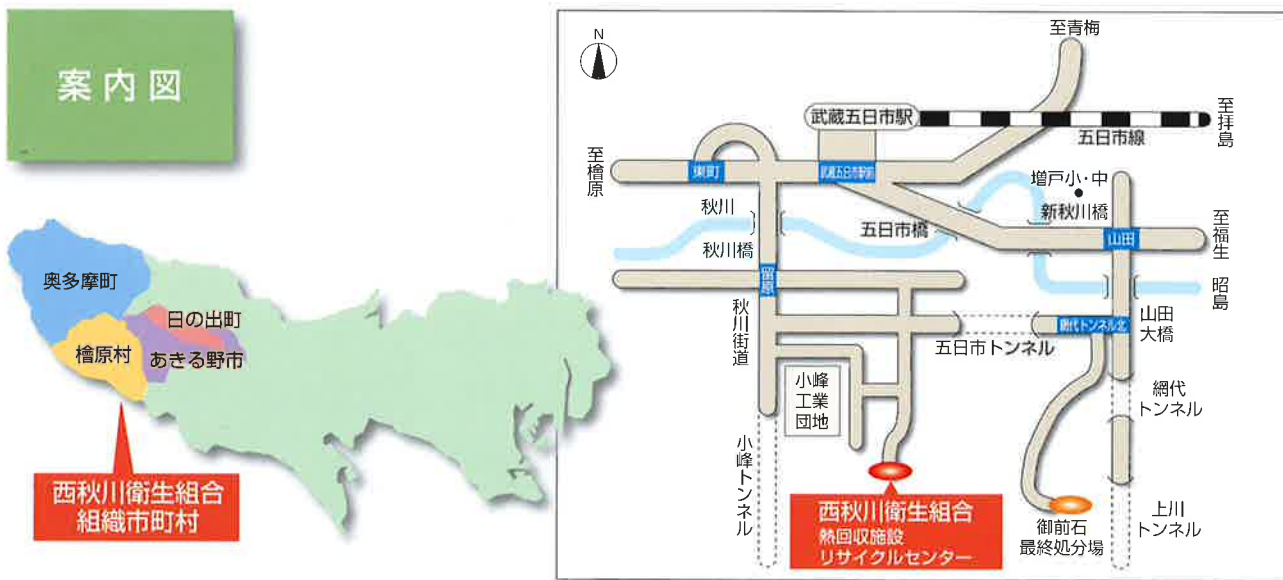 案内図
奥多摩町
日の出町
檜原村
あきる野市
西秋川衛生組合
組織市町村
N
至青梅
武蔵五日市駅
五日市線
至拝島
至檜原
東町
武蔵五日市駅前
増戸小・中
新秋川橋
秋川
秋川橋
五日市橋
山田
至福生
留原
昭島
秋川街道
網代トンネル北
山田
大橋
五日市トンネル
小峰
工業
団地
網代
トンネル
小峰トンネル
西秋川衛生組合
熱回収施設
リサイクルセンター
御前石
最終処分場
上川
トンネル